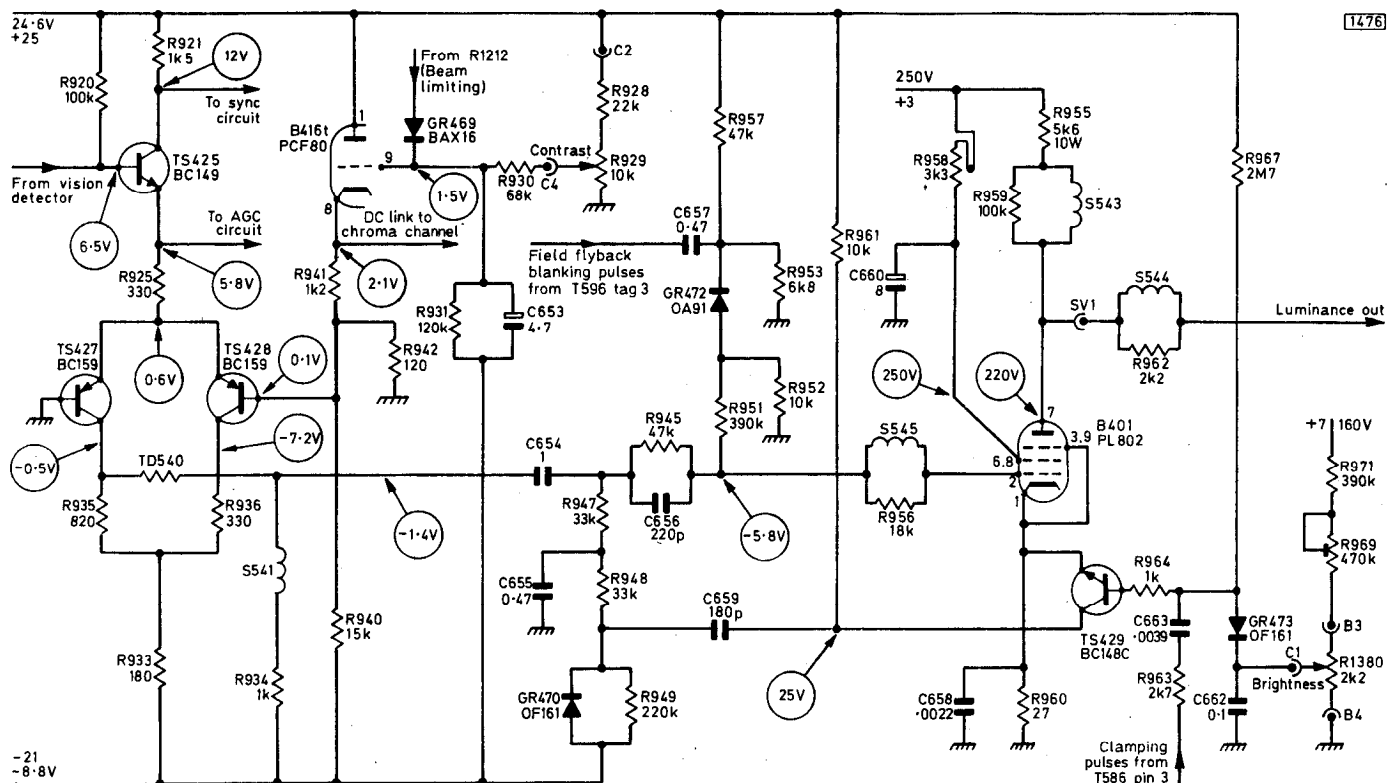 24.6V
+25
R921
1k5
12V
R920
100k
To sync
circuit
TS425
BC149
From vision
detector
6.5V
To AGC
circuit
R925
330
5.8V
B416t
PCF80
1
9
8
From R1212
(Beam
limiting)
GR469
BAX16
1.5V
C2
R928
22k
Contrast
R929
10k
R930
68k
C4
DC link to
chroma channel
2.1V
R941
1k2
R942
120
R931
120k
C653
4.7
TS427
BC159
TS428
BC159
0.6V
0.1V
-0.5V
-7.2V
TD540
R935
820
R936
330
S541
R933
180
R934
1k
R940
15k
-1.4V
-21
-8.8V
R957
47k
C657
0.47
Field flyback
blanking pulses
from T596 tag 3
GR472
OA91
R953
6k8
R952
10k
R951
390k
C654
1
R945
47k
C656
220p
-5.8V
R947
33k
C655
0.47
R948
33k
C659
180p
GR470
OF161
R949
220k
R961
10k
25V
S545
R956
18k
250V
+3
R958
3k3
C660
8
R955
5k6
10W
R959
100k
S543
SV1
S544
R962
2k2
Luminance out
250V
220V
7
3.9
6.8
2
1
B401
PL802
C658
.0022
R960
27
TS429
BC148C
R964
1k
R967
2M7
C663
.0039
R963
2k7
Clamping
pulses from
T586 pin 3
GR473
OF161
C662
0.1
C1
Brightness
+7 160V
R971
390k
R969
470k
B3
R1380
2k2
B4
1476